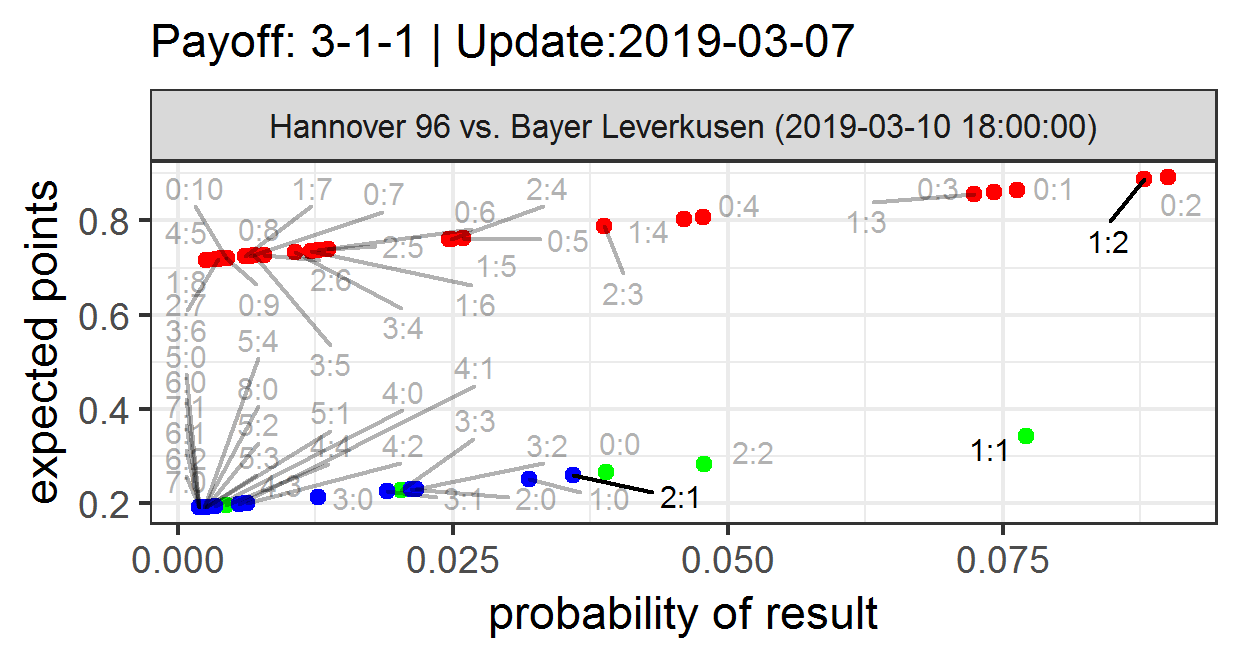 Payoff: 3-1-1 | Update:2019-03-07
Hannover 96 vs. Bayer Leverkusen (2019-03-10 18:00:00)
expected points
0.8
0.6
0.4
0.2
0:10 1:7 0:7 2:4 0:3 0:1
4:5 0:8 0:6 0:4 1:3 0:2
2:5 0:5 1:4 1:2
1:8 2:6 1:5
2:7 0:9 1:6 2:3
3:6 5:4 3:4
5:0 3:5 4:1
6:0 8:0 4:0
7:1 5:1 3:3
6:1 5:2 4:4 4:2 3:2 0:0 2:2 1:1
6:2 5:3
7:0 4:3 3:0 3:1 2:0 1:0 2:1
0.000 0.025 0.050 0.075
probability of result